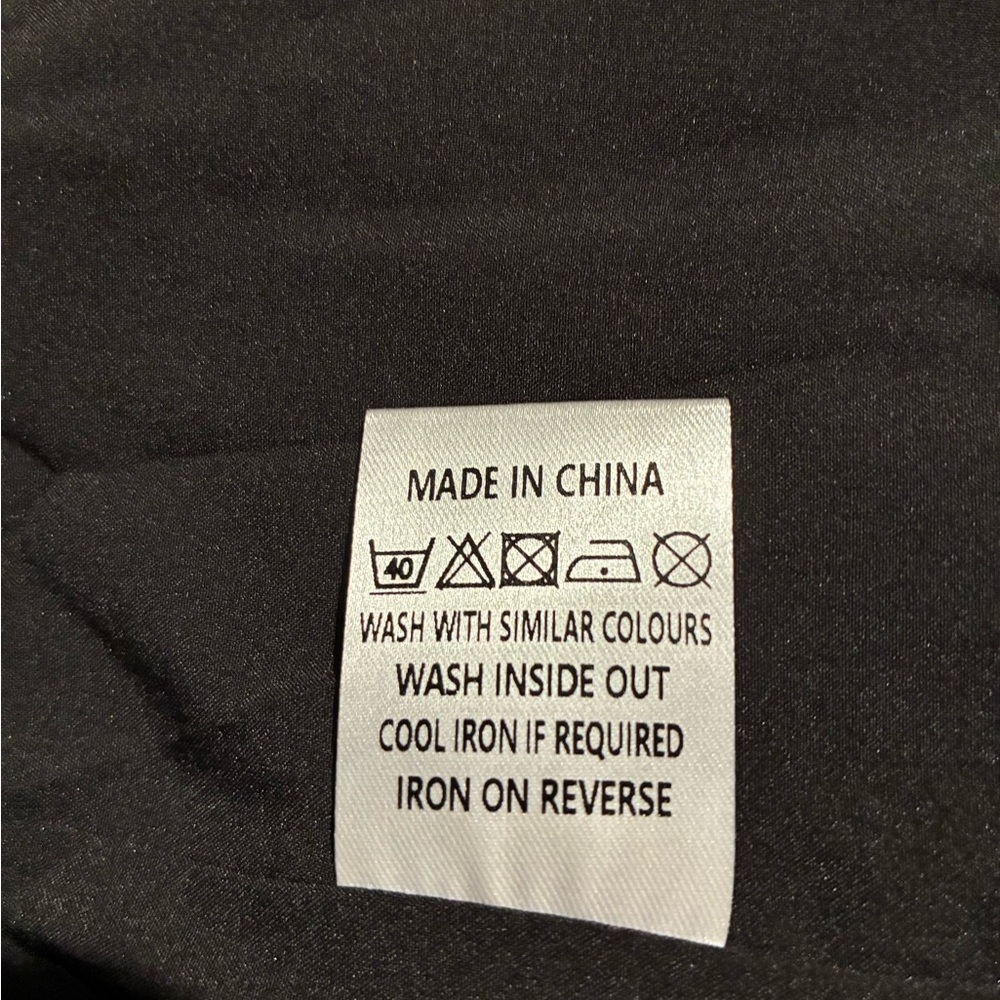 MADE IN CHINA
40
WASH WITH SIMILAR COLOURS
WASH INSIDE OUT
COOL IRON IF REQUIRED
IRON ON REVERSE